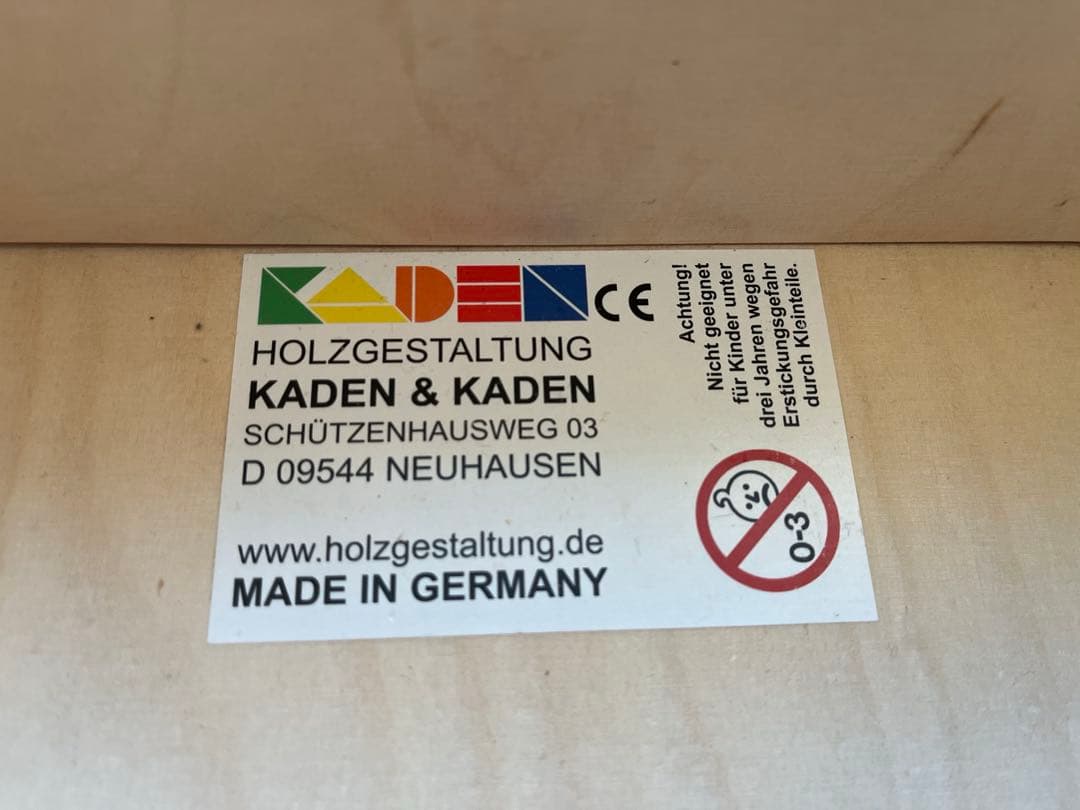 KADEN CE
HOLZGESTALTUNG
KADEN & KADEN
SCHÜTZENHAUSWEG 03
D 09544 NEUHAUSEN
www.holzgestaltung.de
MADE IN GERMANY
Achtung!
Nicht geeignet
für Kinder unter
drei Jahren wegen
Erstickungsgefahr
durch Kleinteile.
0-3